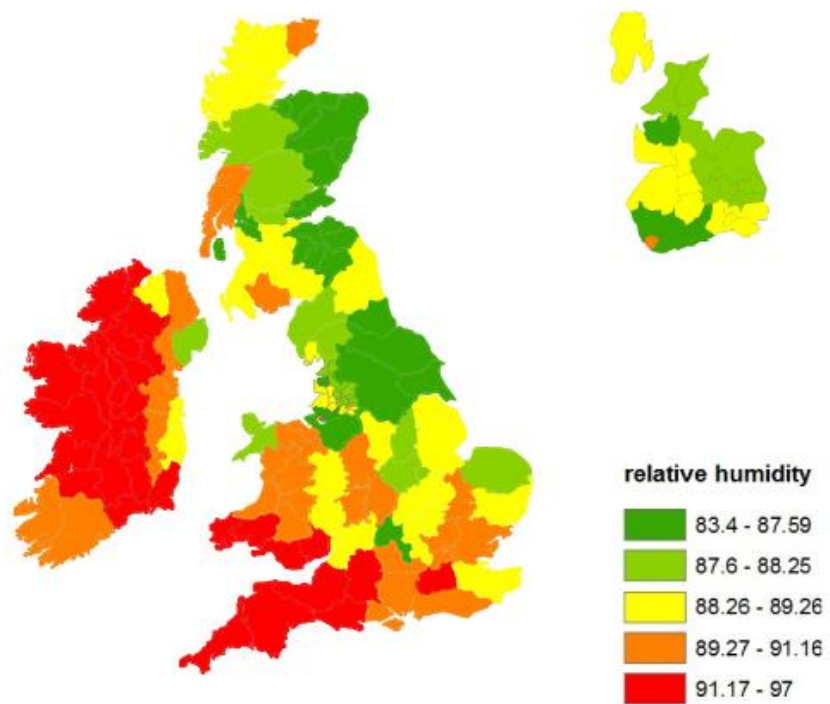 relative humidity
83.4 - 87.59
87.6 - 88.25
88.26 - 89.26
89.27 - 91.16
91.17 - 97